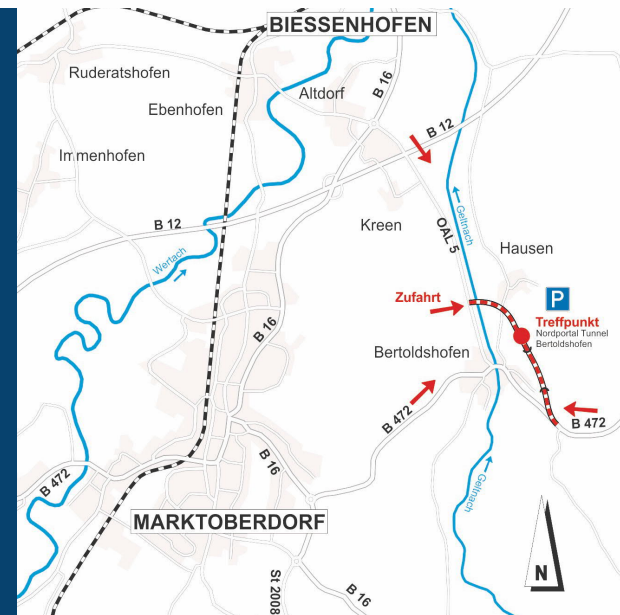 BIESSENHOFEN
Ruderatshofen
B 16
Altdorf
Ebenhofen
B 12
Immenhofen
Geltnach
B 12
Kreen
OAL 5
Hausen
Wertach
P
Zufahrt
Treffpunkt
Nordportal Tunnel
Bertoldshofen
B 16
Bertoldshofen
B 472
B 472
B 16
B 472
Geltnach
MARKTOBERDORF
N
St 2008
B 16